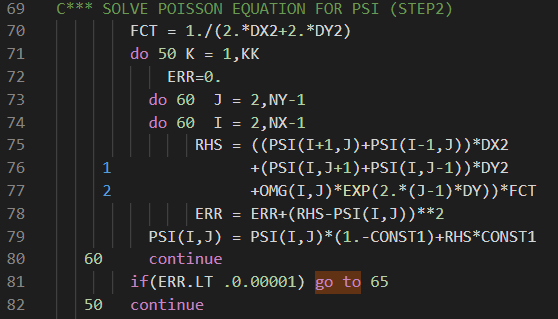 69 C*** SOLVE POISSON EQUATION FOR PSI (STEP2)
70 FCT = 1./(2.*DX2+2.*DY2)
71 do 50 K = 1,KK
72 ERR=0.
73 do 60 J = 2,NY-1
74 do 60 I = 2,NX-1
75 RHS = ((PSI(I+1,J)+PSI(I-1,J))*DX2
76 1 +(PSI(I,J+1)+PSI(I,J-1))*DY2
77 2 +OMG(I,J)*EXP(2.*(J-1)*DY))*FCT
78 ERR = ERR+(RHS-PSI(I,J))**2
79 PSI(I,J) = PSI(I,J)*(1.-CONST1)+RHS*CONST1
80 60 continue
81 if(ERR.LT .0.00001) go to 65
82 50 continue